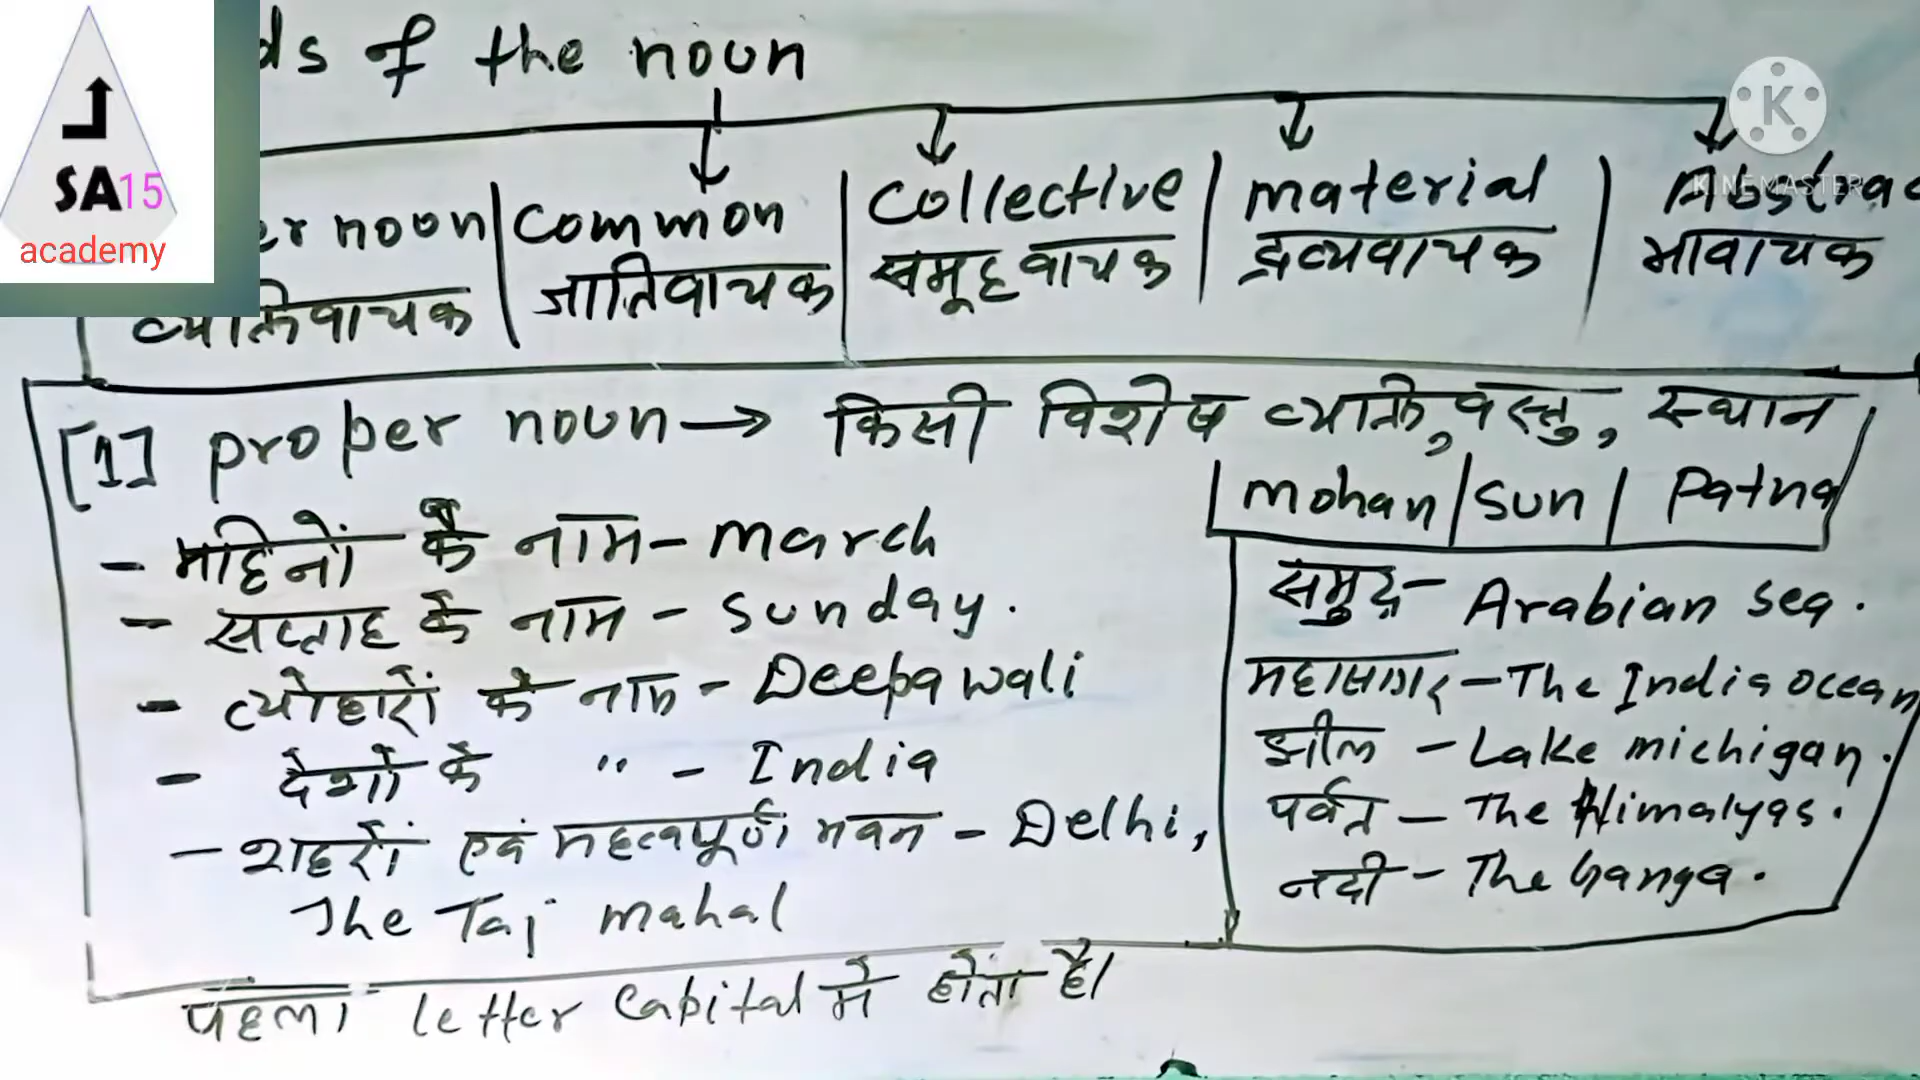 ds of the noun
SA15
academy
KINEMASTER
er noun | Common | Collective | material | Abstrac
व्यक्तिवाचक | जातिवाचक | समूहवाचक | द्रव्यवाचक | भावाचक
[1] proper noun → किसी विशेष व्यक्ति, वस्तु, स्थान
mohan | sun | Patna
- महिनों के नाम - march
- सप्ताह के नाम - sunday.
- त्योहारों के नाम - Deepawali
- देशों के " - India
- शहरों एवं महत्वपूर्ण भवन - Delhi,
The Taj mahal
समुद्र - Arabian sea.
महासागर - The India ocean
झील - Lake michigan.
पर्वत - The Himalyas.
नदी - The Ganga.
पहला letter capital में होता है।